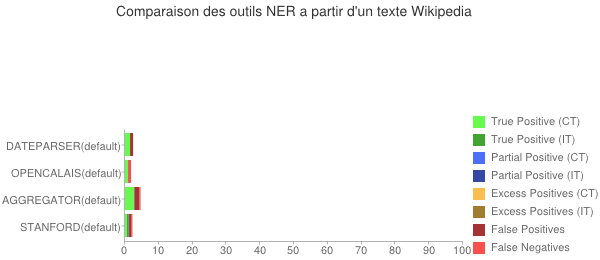 Comparaison des outils NER a partir d'un texte Wikipedia
True Positive (CT)
True Positive (IT)
Partial Positive (CT)
Partial Positive (IT)
Excess Positives (CT)
Excess Positives (IT)
False Positives
False Negatives
DATEPARSER(default)
OPENCALAIS(default)
AGGREGATOR(default)
STANFORD(default)
0 10 20 30 40 50 60 70 80 90 100